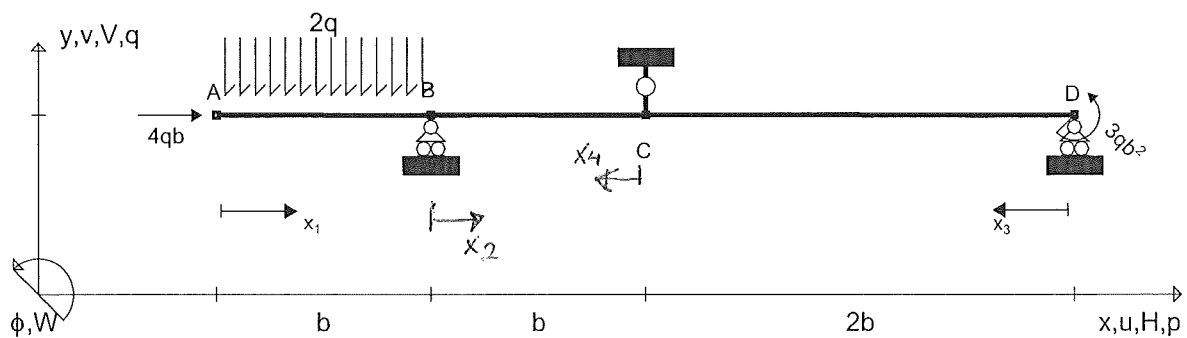 y,v,V,q
2q
A
B
D
4qb
3qb²
C
x4
x₁
x₃
x2
ϕ,W
b
b
2b
x,u,H,p